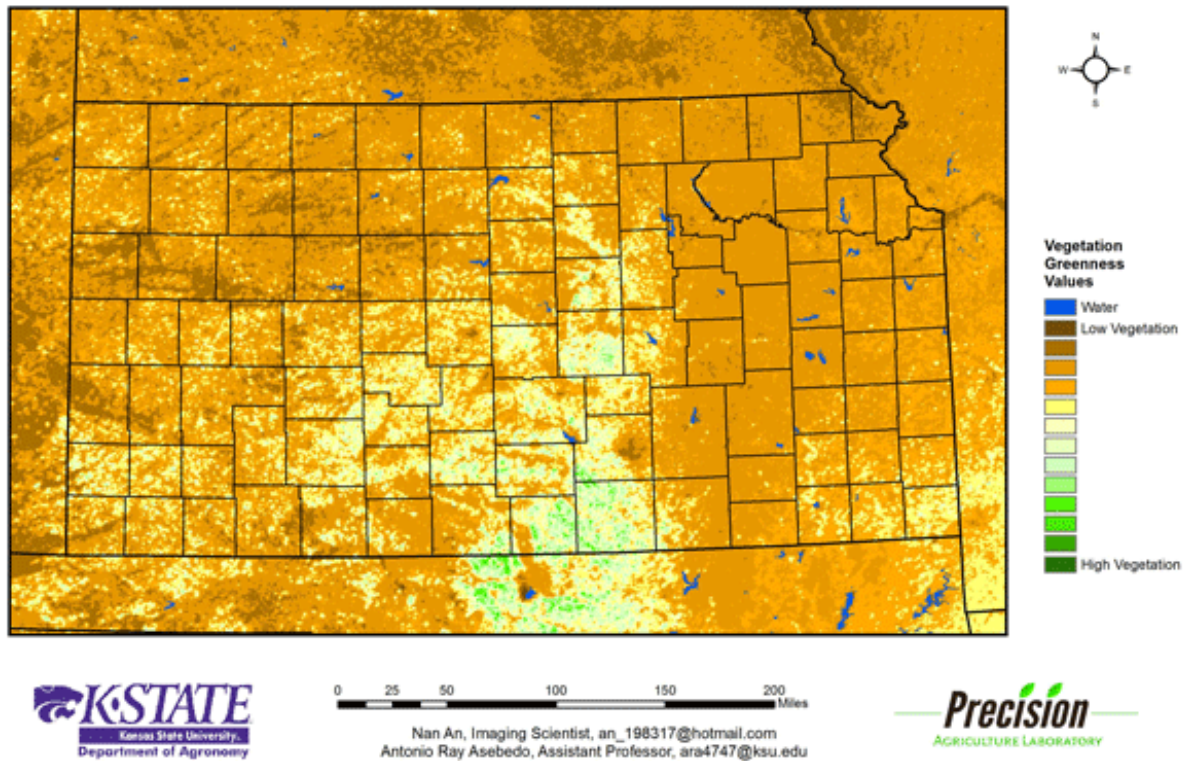 N
W E
S
Vegetation
Greenness
Values
Water
Low Vegetation
High Vegetation
K-STATE
Kansas State University.
Department of Agronomy
0 25 50 100 150 200
Miles
Nan An, Imaging Scientist, an_198317@hotmail.com
Antonio Ray Asebedo, Assistant Professor, ara4747@ksu.edu
Precision
AGRICULTURE LABORATORY